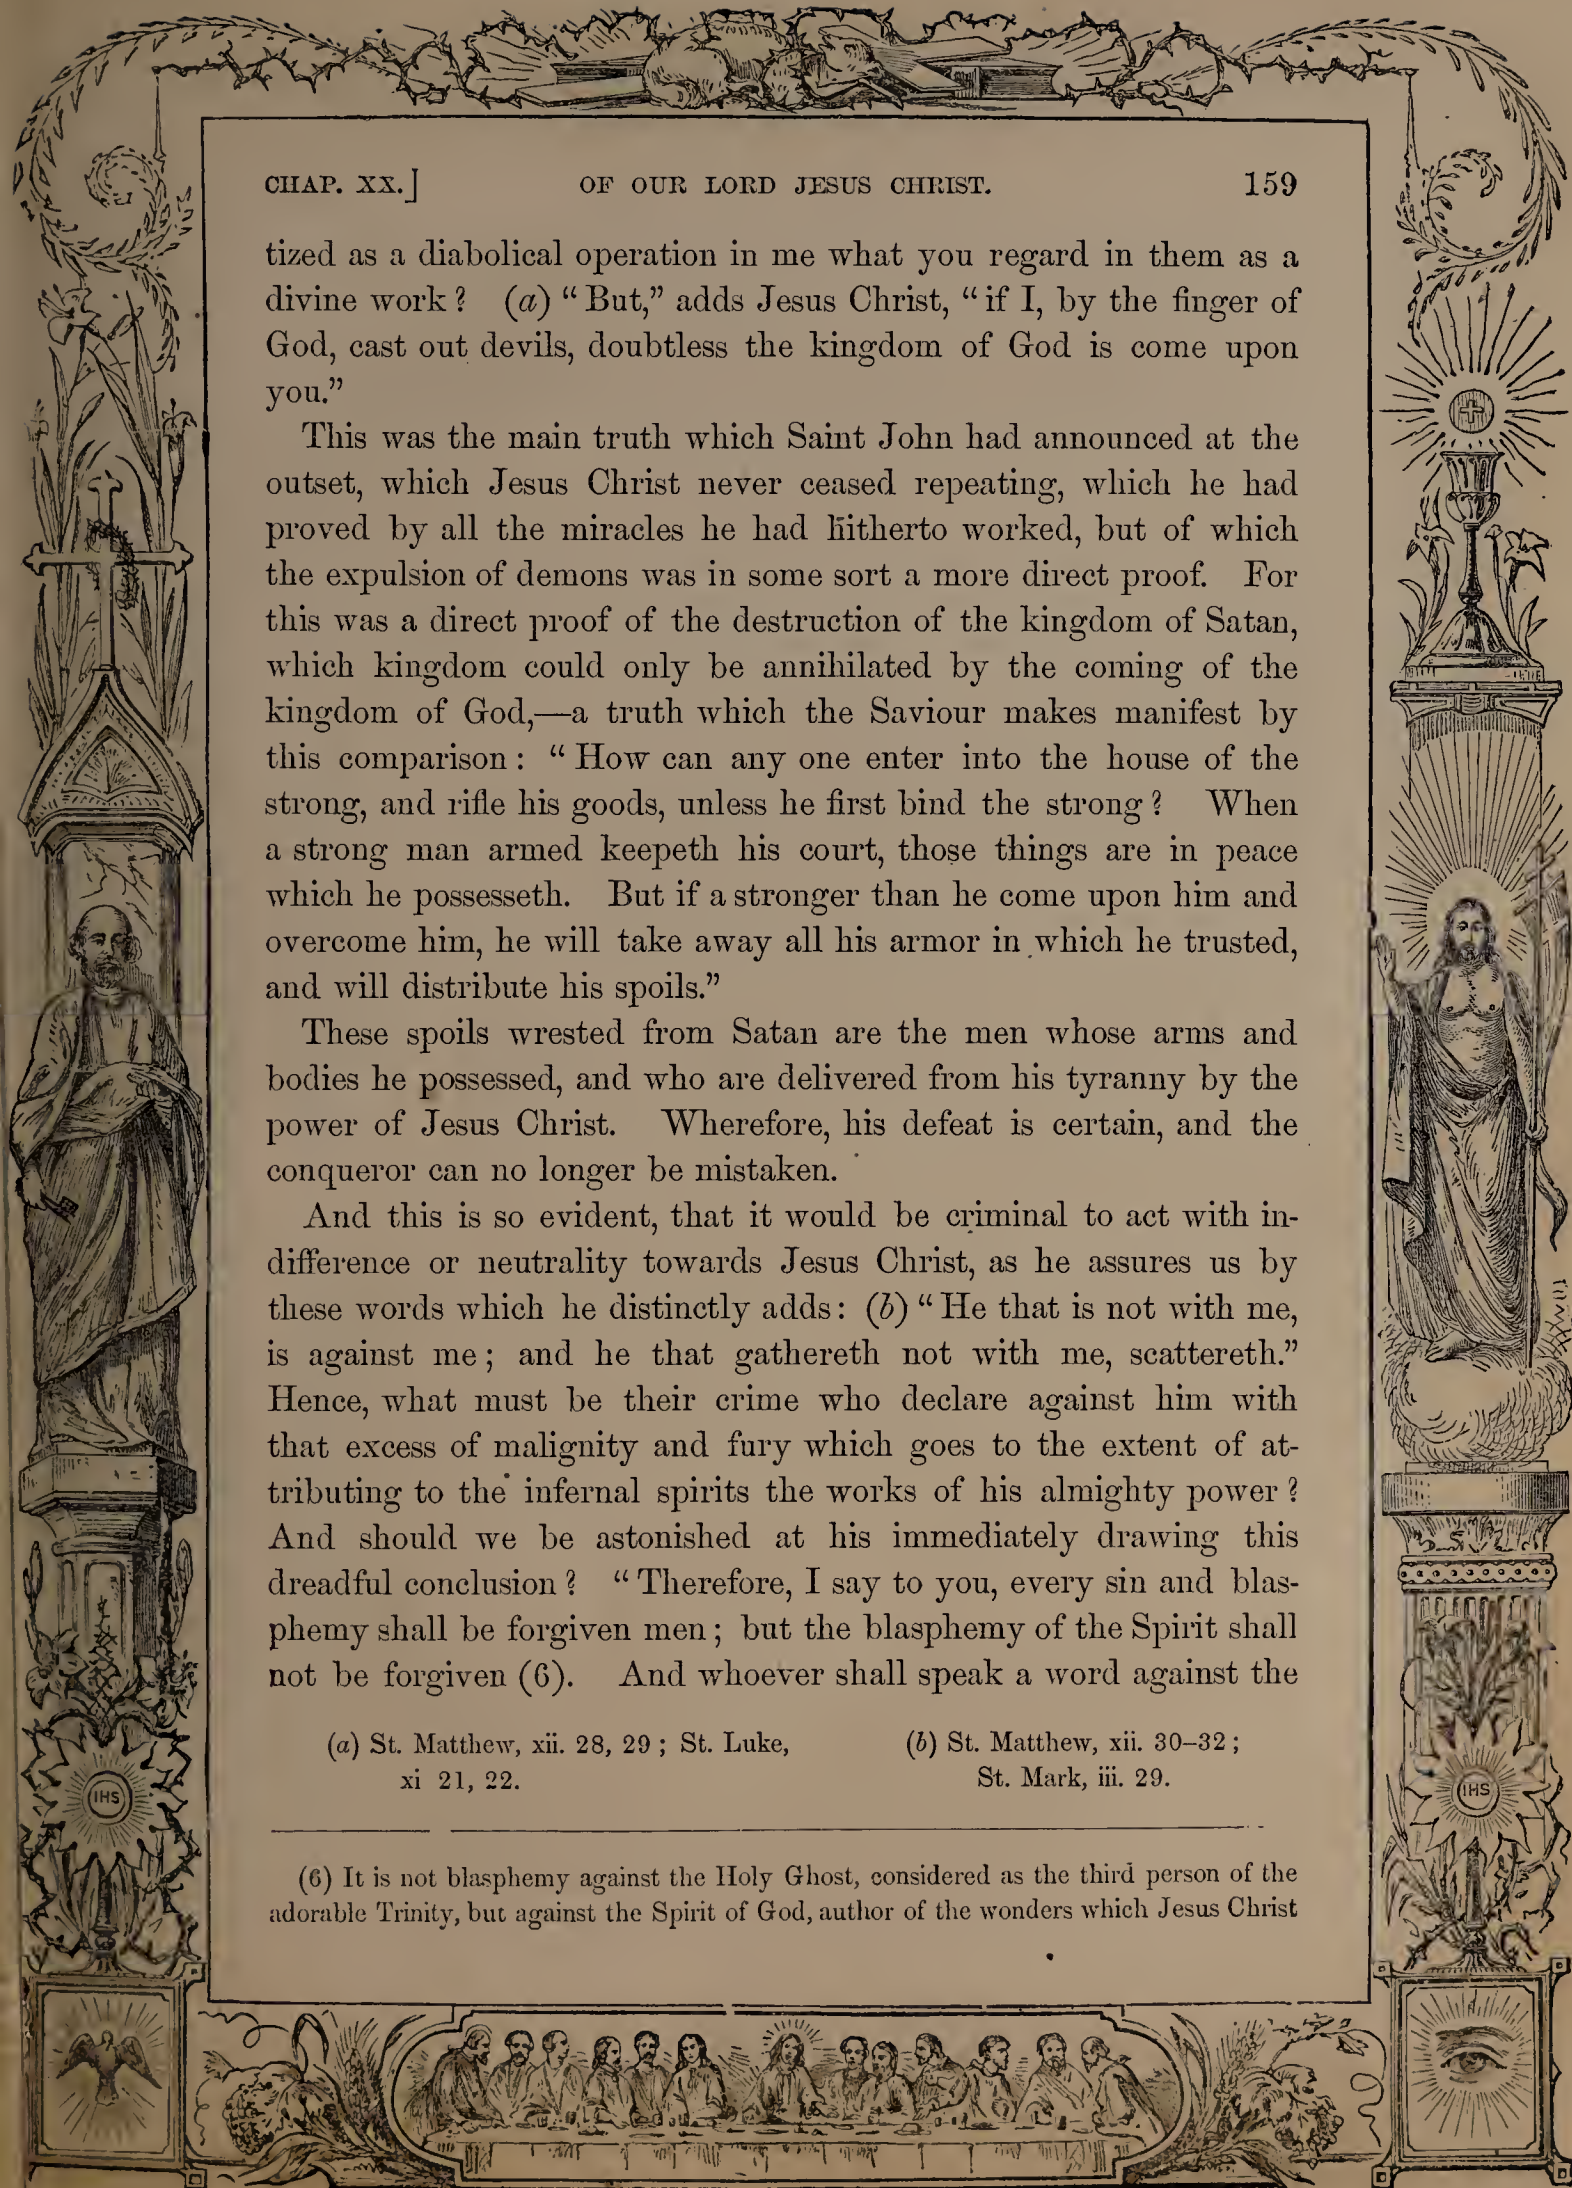 CHAP. XX.] OF OUR LORD JESUS CHRIST. 159
tized as a diabolical operation in me what you regard in them as a
divine work? (a) “But,” adds Jesus Christ, “if I, by the finger of
God, cast out devils, doubtless the kingdom of God is come upon
you.”
This was the main truth which Saint John had announced at the
outset, which Jesus Christ never ceased repeating, which he had
proved by all the miracles he had hitherto worked, but of which
the expulsion of demons was in some sort a more direct proof. For
this was a direct proof of the destruction of the kingdom of Satan,
which kingdom could only be annihilated by the coming of the
kingdom of God,—a truth which the Saviour makes manifest by
this comparison: “How can any one enter into the house of the
strong, and rifle his goods, unless he first bind the strong? When
a strong man armed keepeth his court, those things are in peace
which he possesseth. But if a stronger than he come upon him and
overcome him, he will take away all his armor in which he trusted,
and will distribute his spoils.”
These spoils wrested from Satan are the men whose arms and
bodies he possessed, and who are delivered from his tyranny by the
power of Jesus Christ. Wherefore, his defeat is certain, and the
conqueror can no longer be mistaken.
And this is so evident, that it would be criminal to act with in-
difference or neutrality towards Jesus Christ, as he assures us by
these words which he distinctly adds: (b) “He that is not with me,
is against me; and he that gathereth not with me, scattereth.”
Hence, what must be their crime who declare against him with
that excess of malignity and fury which goes to the extent of at-
tributing to the infernal spirits the works of his almighty power?
And should we be astonished at his immediately drawing this
dreadful conclusion? “Therefore, I say to you, every sin and blas-
phemy shall be forgiven men; but the blasphemy of the Spirit shall
not be forgiven (6). And whoever shall speak a word against the
(a) St. Matthew, xii. 28, 29; St. Luke,
xi 21, 22.
(b) St. Matthew, xii. 30–32;
St. Mark, iii. 29.
(6) It is not blasphemy against the Holy Ghost, considered as the third person of the
adorable Trinity, but against the Spirit of God, author of the wonders which Jesus Christ
IHS
IHS